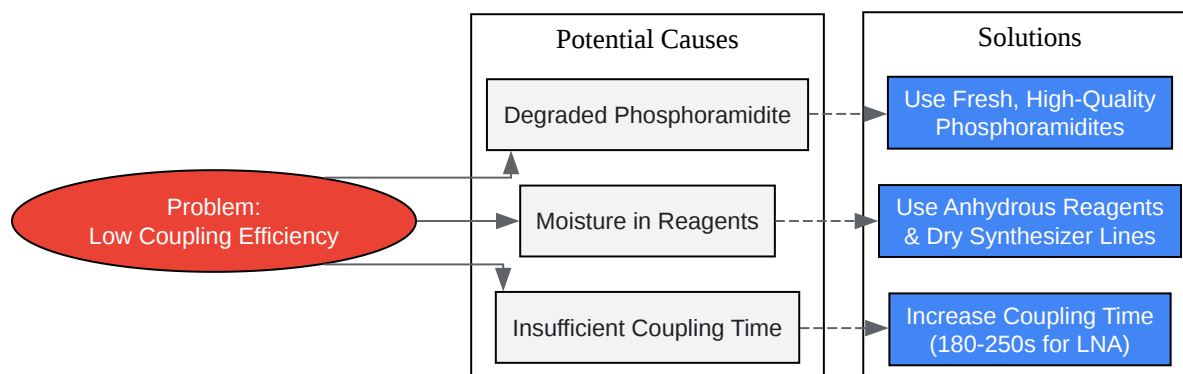 Potential Causes
Solutions
Degraded Phosphoramidite
Use Fresh, High-Quality
Phosphoramidites
Problem:
Low Coupling Efficiency
Moisture in Reagents
Use Anhydrous Reagents
& Dry Synthesizer Lines
Insufficient Coupling Time
Increase Coupling Time
(180-250s for LNA)